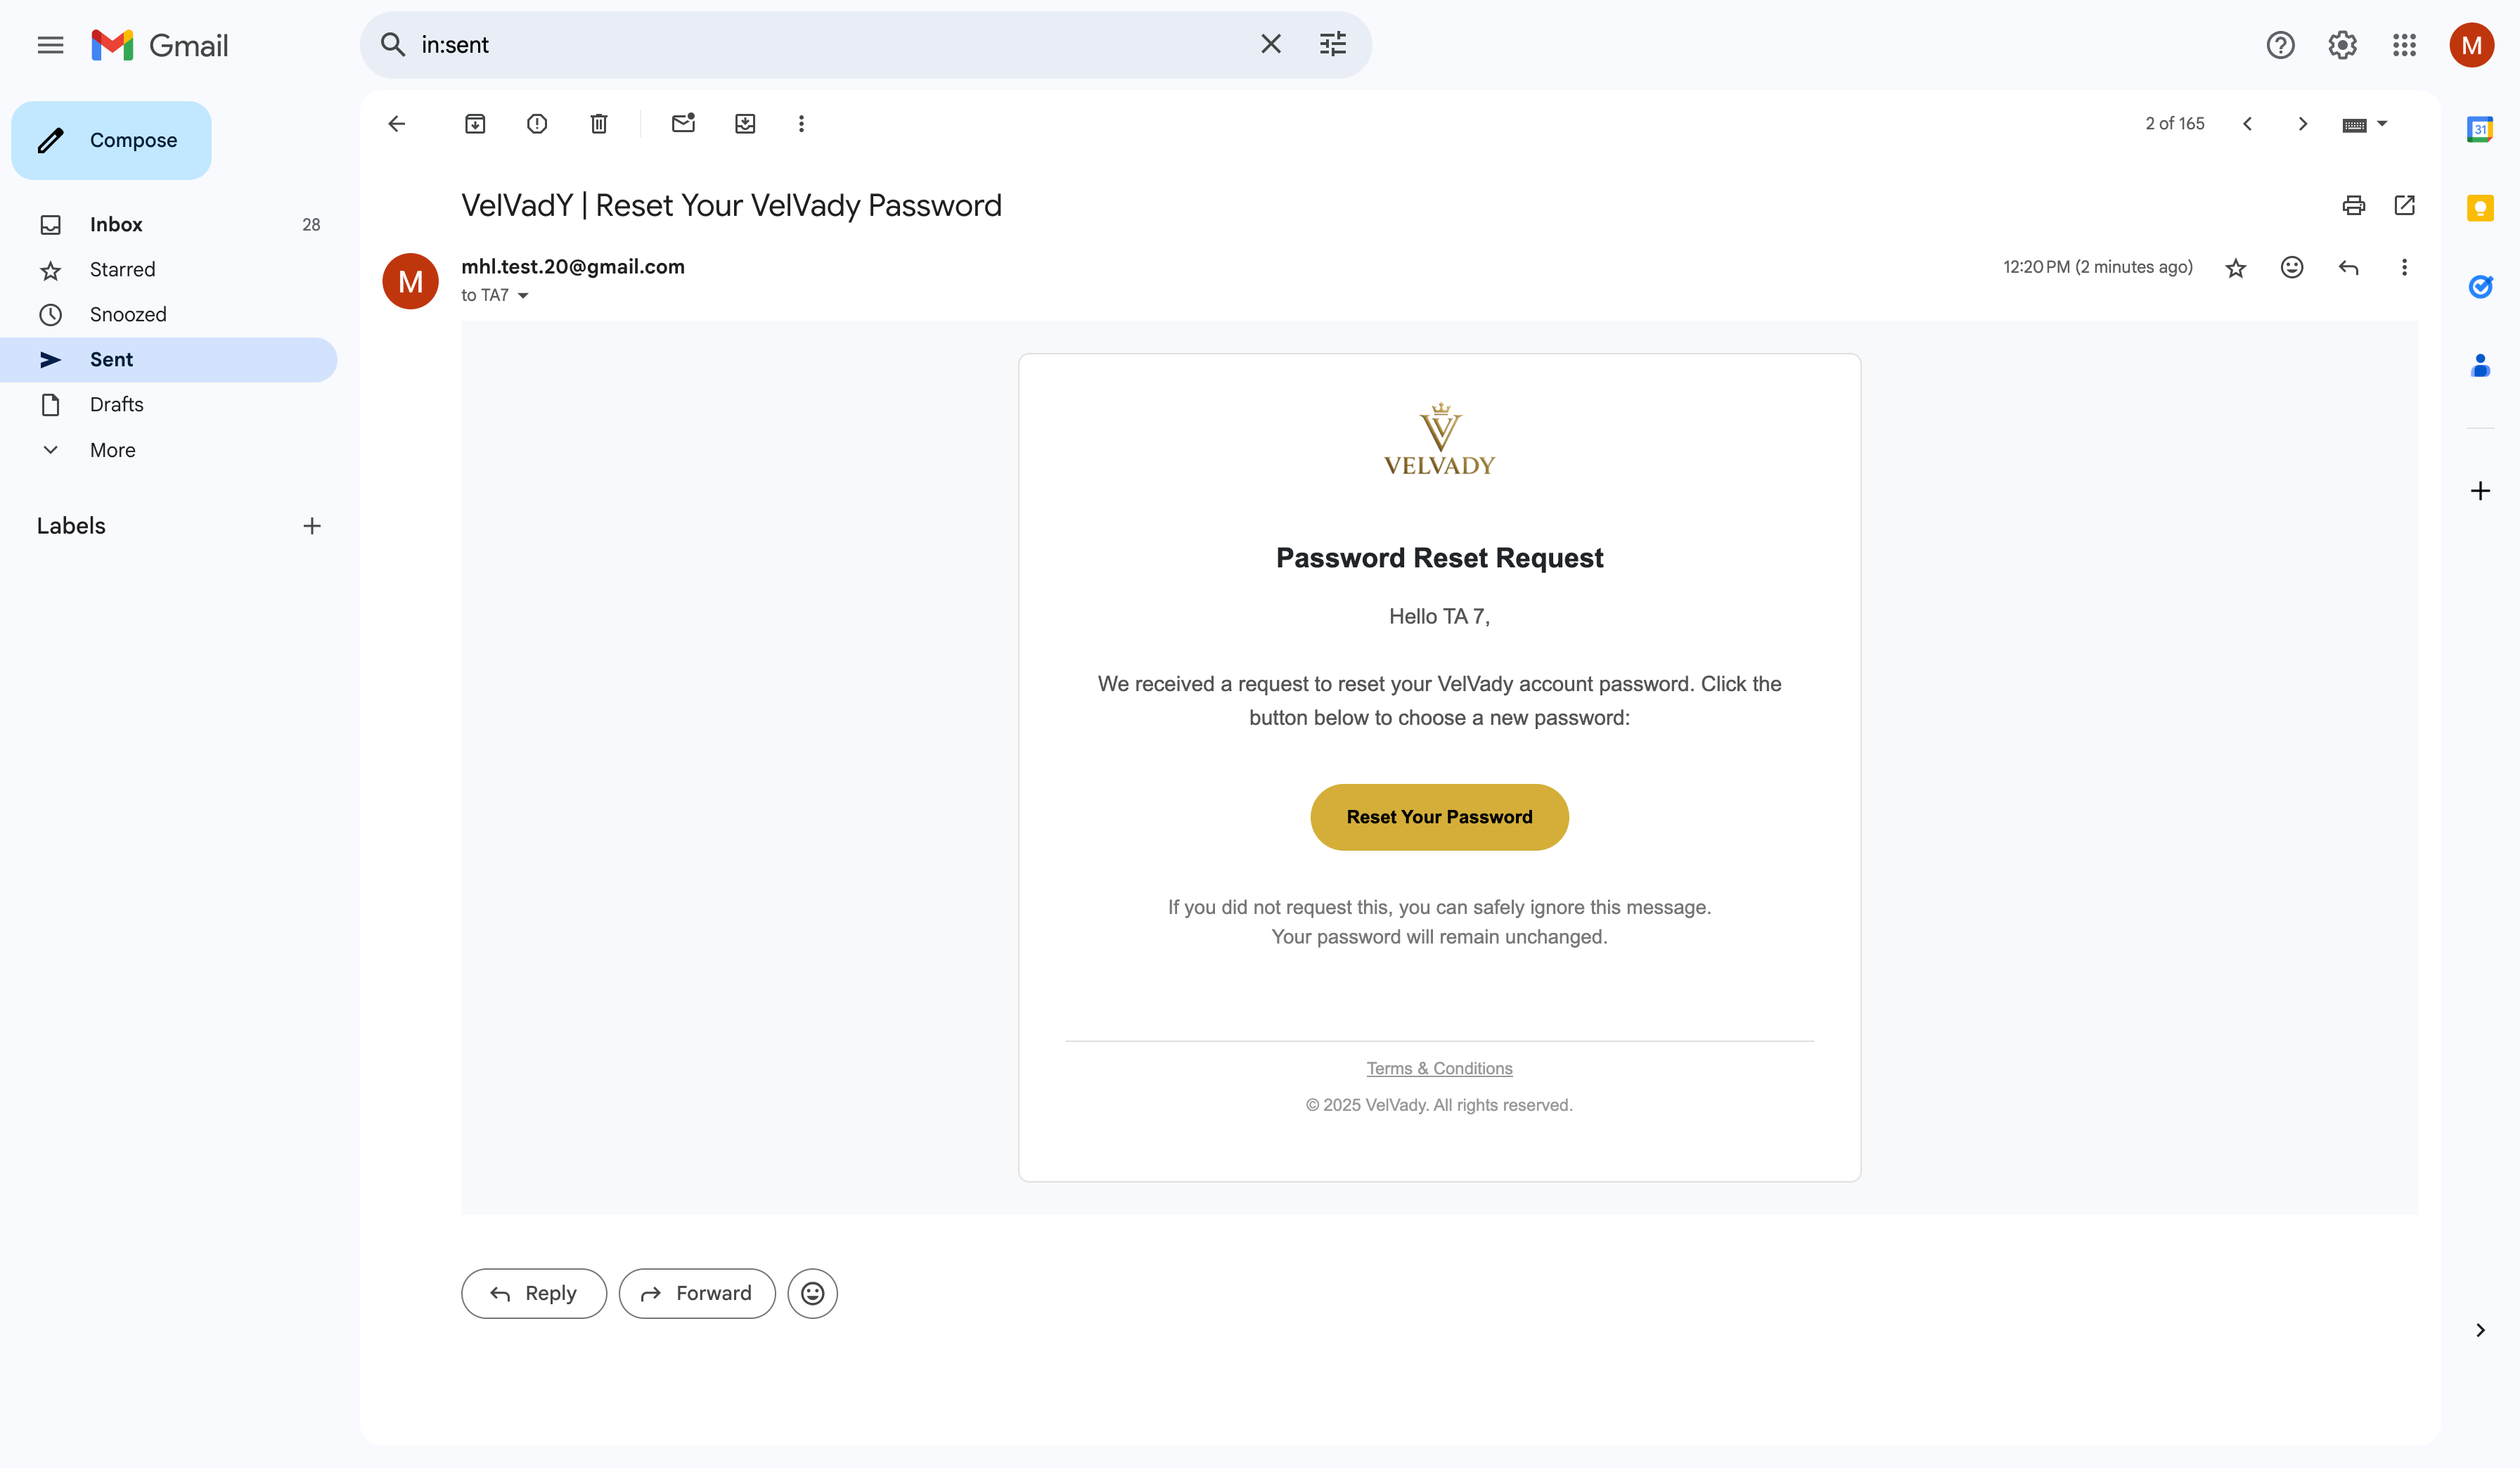 Gmail
in:sent
M
Compose
Inbox 28
Starred
Snoozed
Sent
Drafts
More
Labels
2 of 165
31
VelVadY | Reset Your VelVady Password
M
mhl.test.20@gmail.com
12:20 PM (2 minutes ago)
to TA7
VELVADY
Password Reset Request
Hello TA 7,
We received a request to reset your VelVady account password. Click the
button below to choose a new password:
Reset Your Password
If you did not request this, you can safely ignore this message.
Your password will remain unchanged.
Terms & Conditions
© 2025 VelVady. All rights reserved.
Reply
Forward